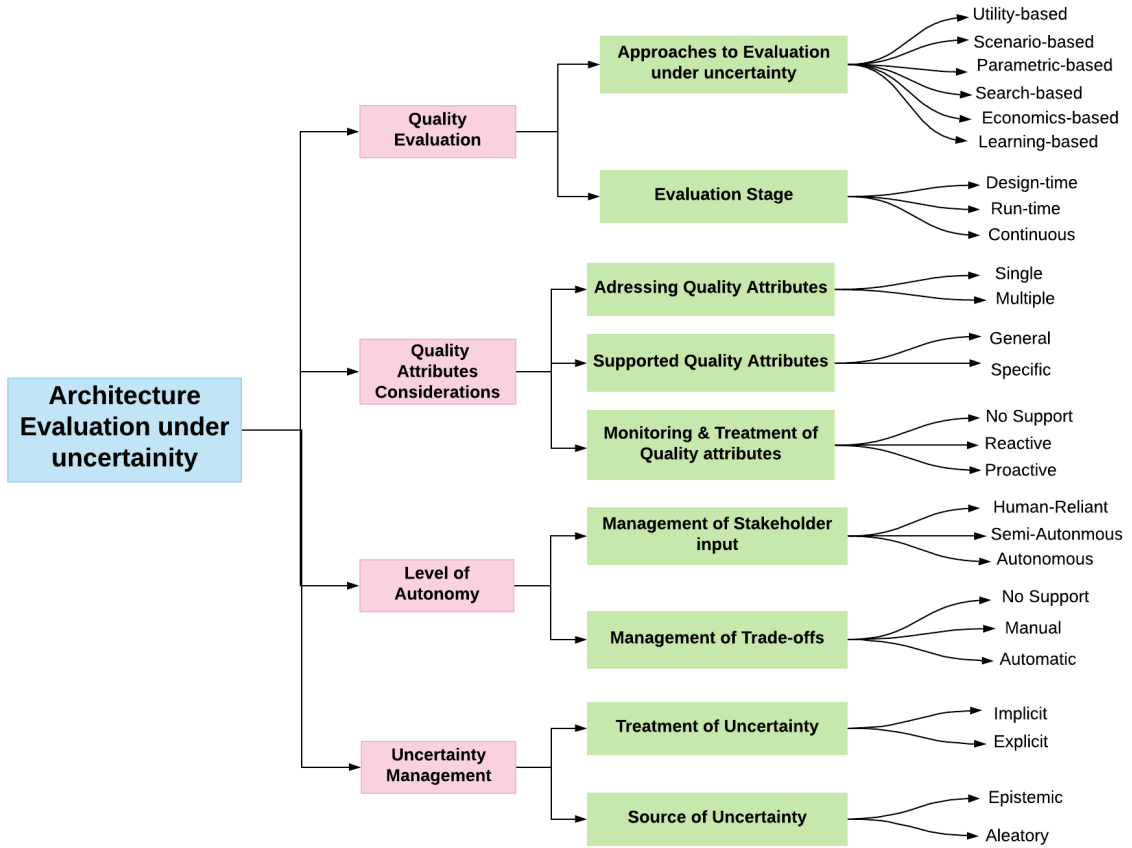 Architecture
Evaluation under
uncertainity
Quality
Evaluation
Approaches to Evaluation
under uncertainty
Utility-based
Scenario-based
Parametric-based
Search-based
Economics-based
Learning-based
Evaluation Stage
Design-time
Run-time
Continuous
Quality
Attributes
Considerations
Adressing Quality Attributes
Single
Multiple
Supported Quality Attributes
General
Specific
Monitoring & Treatment of
Quality attributes
No Support
Reactive
Proactive
Level of
Autonomy
Management of Stakeholder
input
Human-Reliant
Semi-Autonmous
Autonomous
Management of Trade-offs
No Support
Manual
Automatic
Uncertainty
Management
Treatment of Uncertainty
Implicit
Explicit
Source of Uncertainty
Epistemic
Aleatory